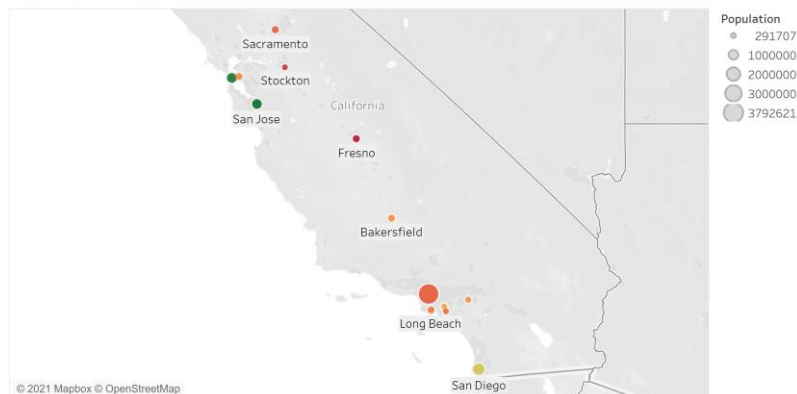 Population
291707
1000000
2000000
3000000
3792621
Sacramento
Stockton
California
San Jose
Fresno
Bakersfield
Long Beach
San Diego
© 2021 Mapbox © OpenStreetMap